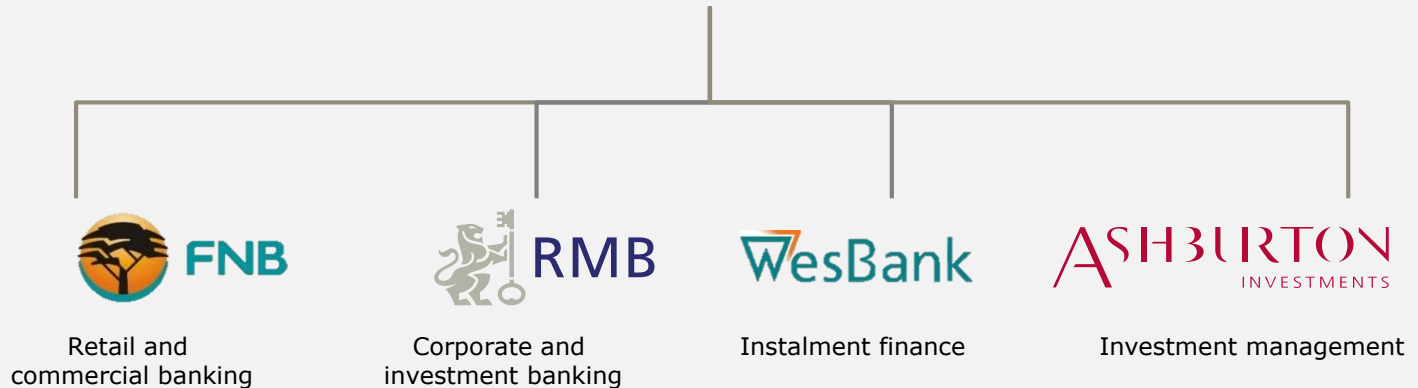 FNB
RMB
WesBank
ASHBURTON
INVESTMENTS
Retail and
commercial banking
Corporate and
investment banking
Instalment finance
Investment management